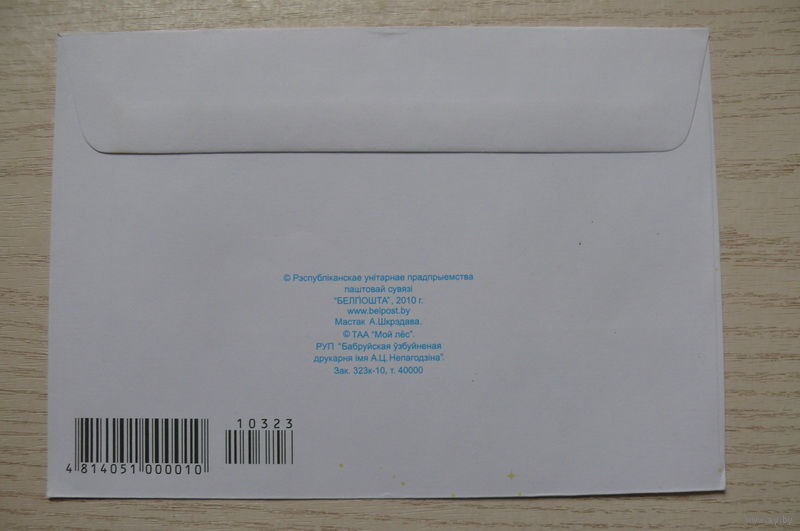 © Рэспубліканскае унітарнае прадпрыемства
паштовай сувязі
"БЕЛПОШТА", 2010 г.
www.belpost.by
Мастак А.Шкрэдава.
© ТАА "Мой лёс".
РУП "Бабруйская ўзбуйненая
друкарня імя А.Ц.Непагодзіна".
Зак. 323к-10, т. 40000
10323
4 814051 000010